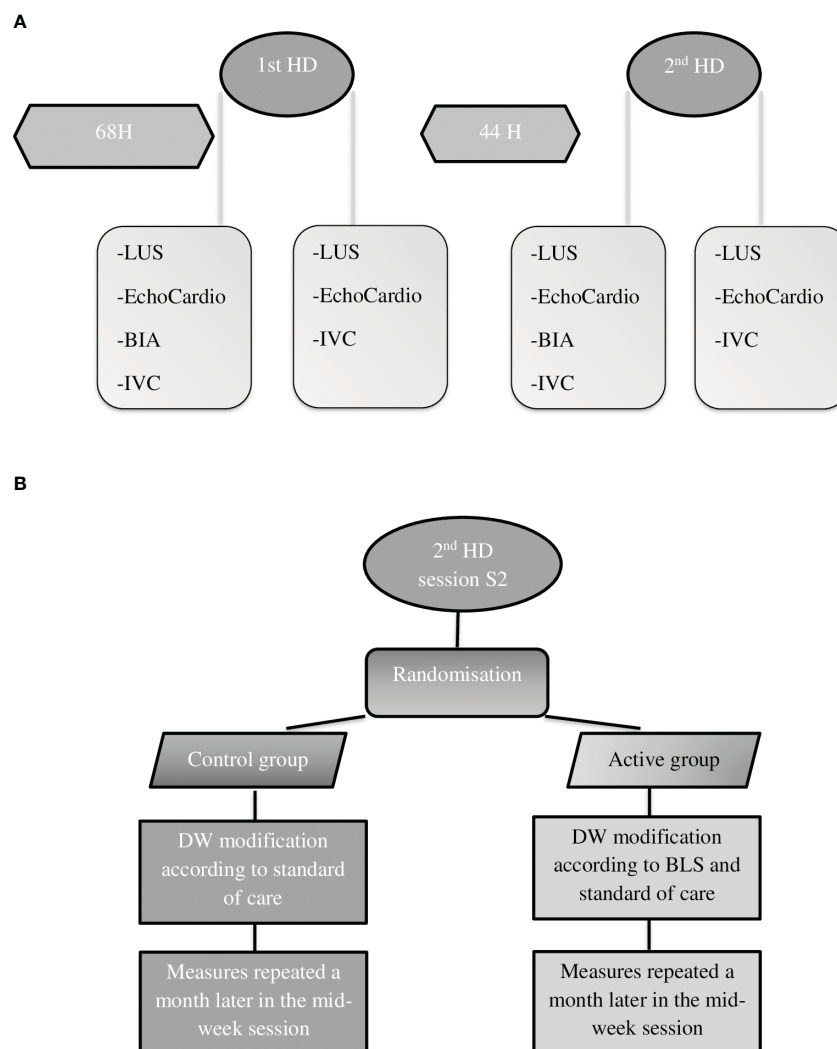 A
1st HD
2nd HD
68H
44 H
-LUS
-EchoCardio
-BIA
-IVC
-LUS
-EchoCardio
-IVC
-LUS
-EchoCardio
-BIA
-IVC
-LUS
-EchoCardio
-IVC
B
2nd HD
session S2
Randomisation
Control group
Active group
DW modification
according to standard
of care
DW modification
according to BLS and
standard of care
Measures repeated a
month later in the mid-
week session
Measures repeated a
month later in the mid-
week session